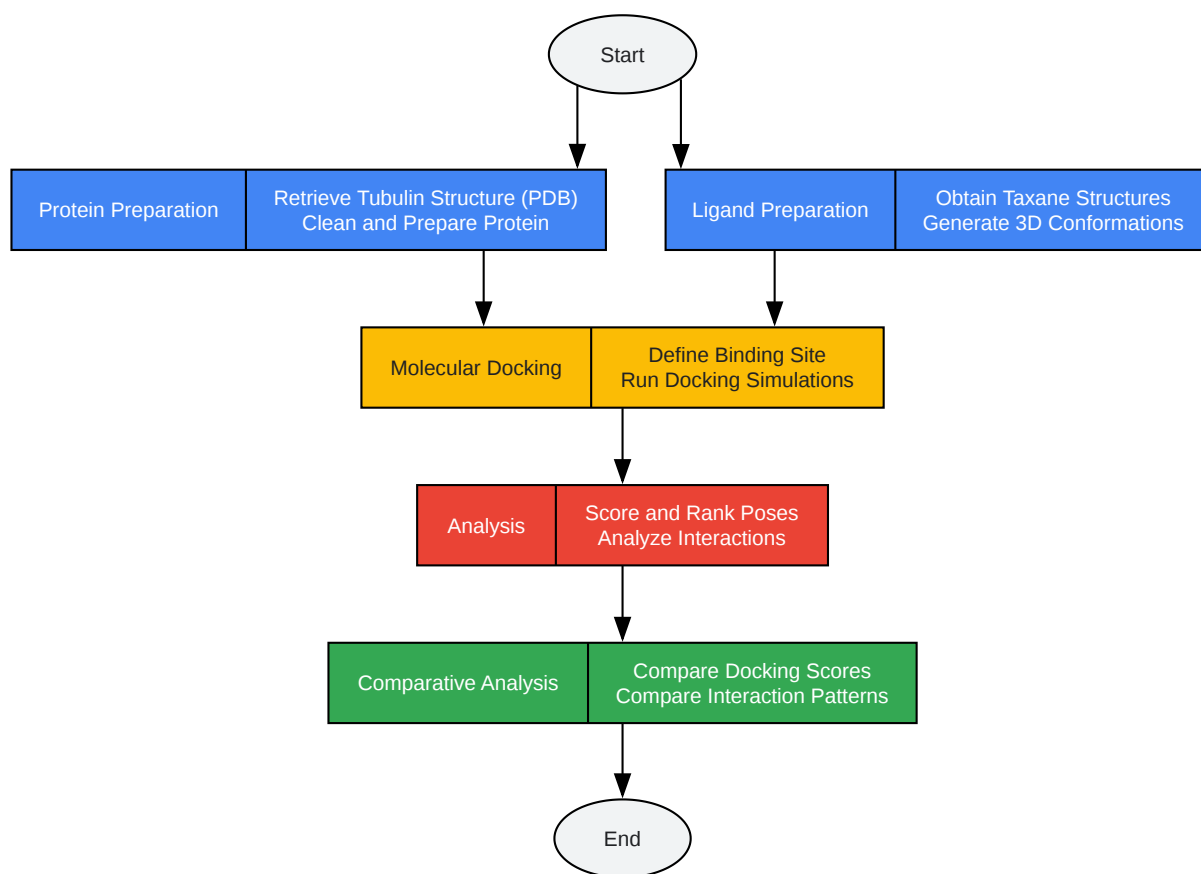 Start
Protein Preparation
Retrieve Tubulin Structure (PDB)
Clean and Prepare Protein
Ligand Preparation
Obtain Taxane Structures
Generate 3D Conformations
Molecular Docking
Define Binding Site
Run Docking Simulations
Analysis
Score and Rank Poses
Analyze Interactions
Comparative Analysis
Compare Docking Scores
Compare Interaction Patterns
End